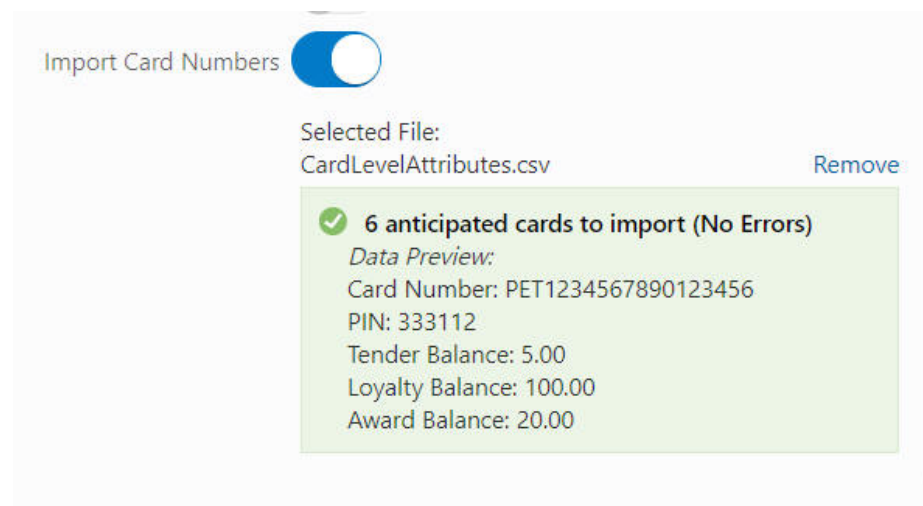 Import Card Numbers
Selected File:
CardLevelAttributes.csv Remove
6 anticipated cards to import (No Errors)
Data Preview:
Card Number: PET1234567890123456
PIN: 333112
Tender Balance: 5.00
Loyalty Balance: 100.00
Award Balance: 20.00